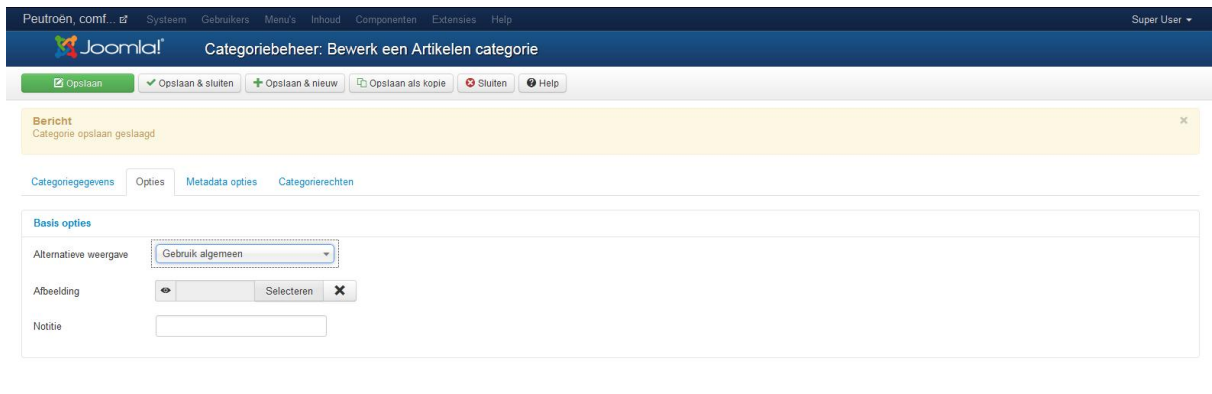 Peutroën, comf... Systeem Gebruikers Menu's Inhoud Componenten Extensies Help Super User
Joomla!® Categoriebeheer: Bewerk een Artikelen categorie
Opslaan Opslaan & sluiten Opslaan & nieuw Opslaan als kopie Sluiten Help
Bericht ×
Categorie opslaan geslaagd
Categoriegegevens Opties Metadata opties Categorierechten
Basis opties
Alternatieve weergave Gebruik algemeen
Afbeelding Selecteren
Notitie